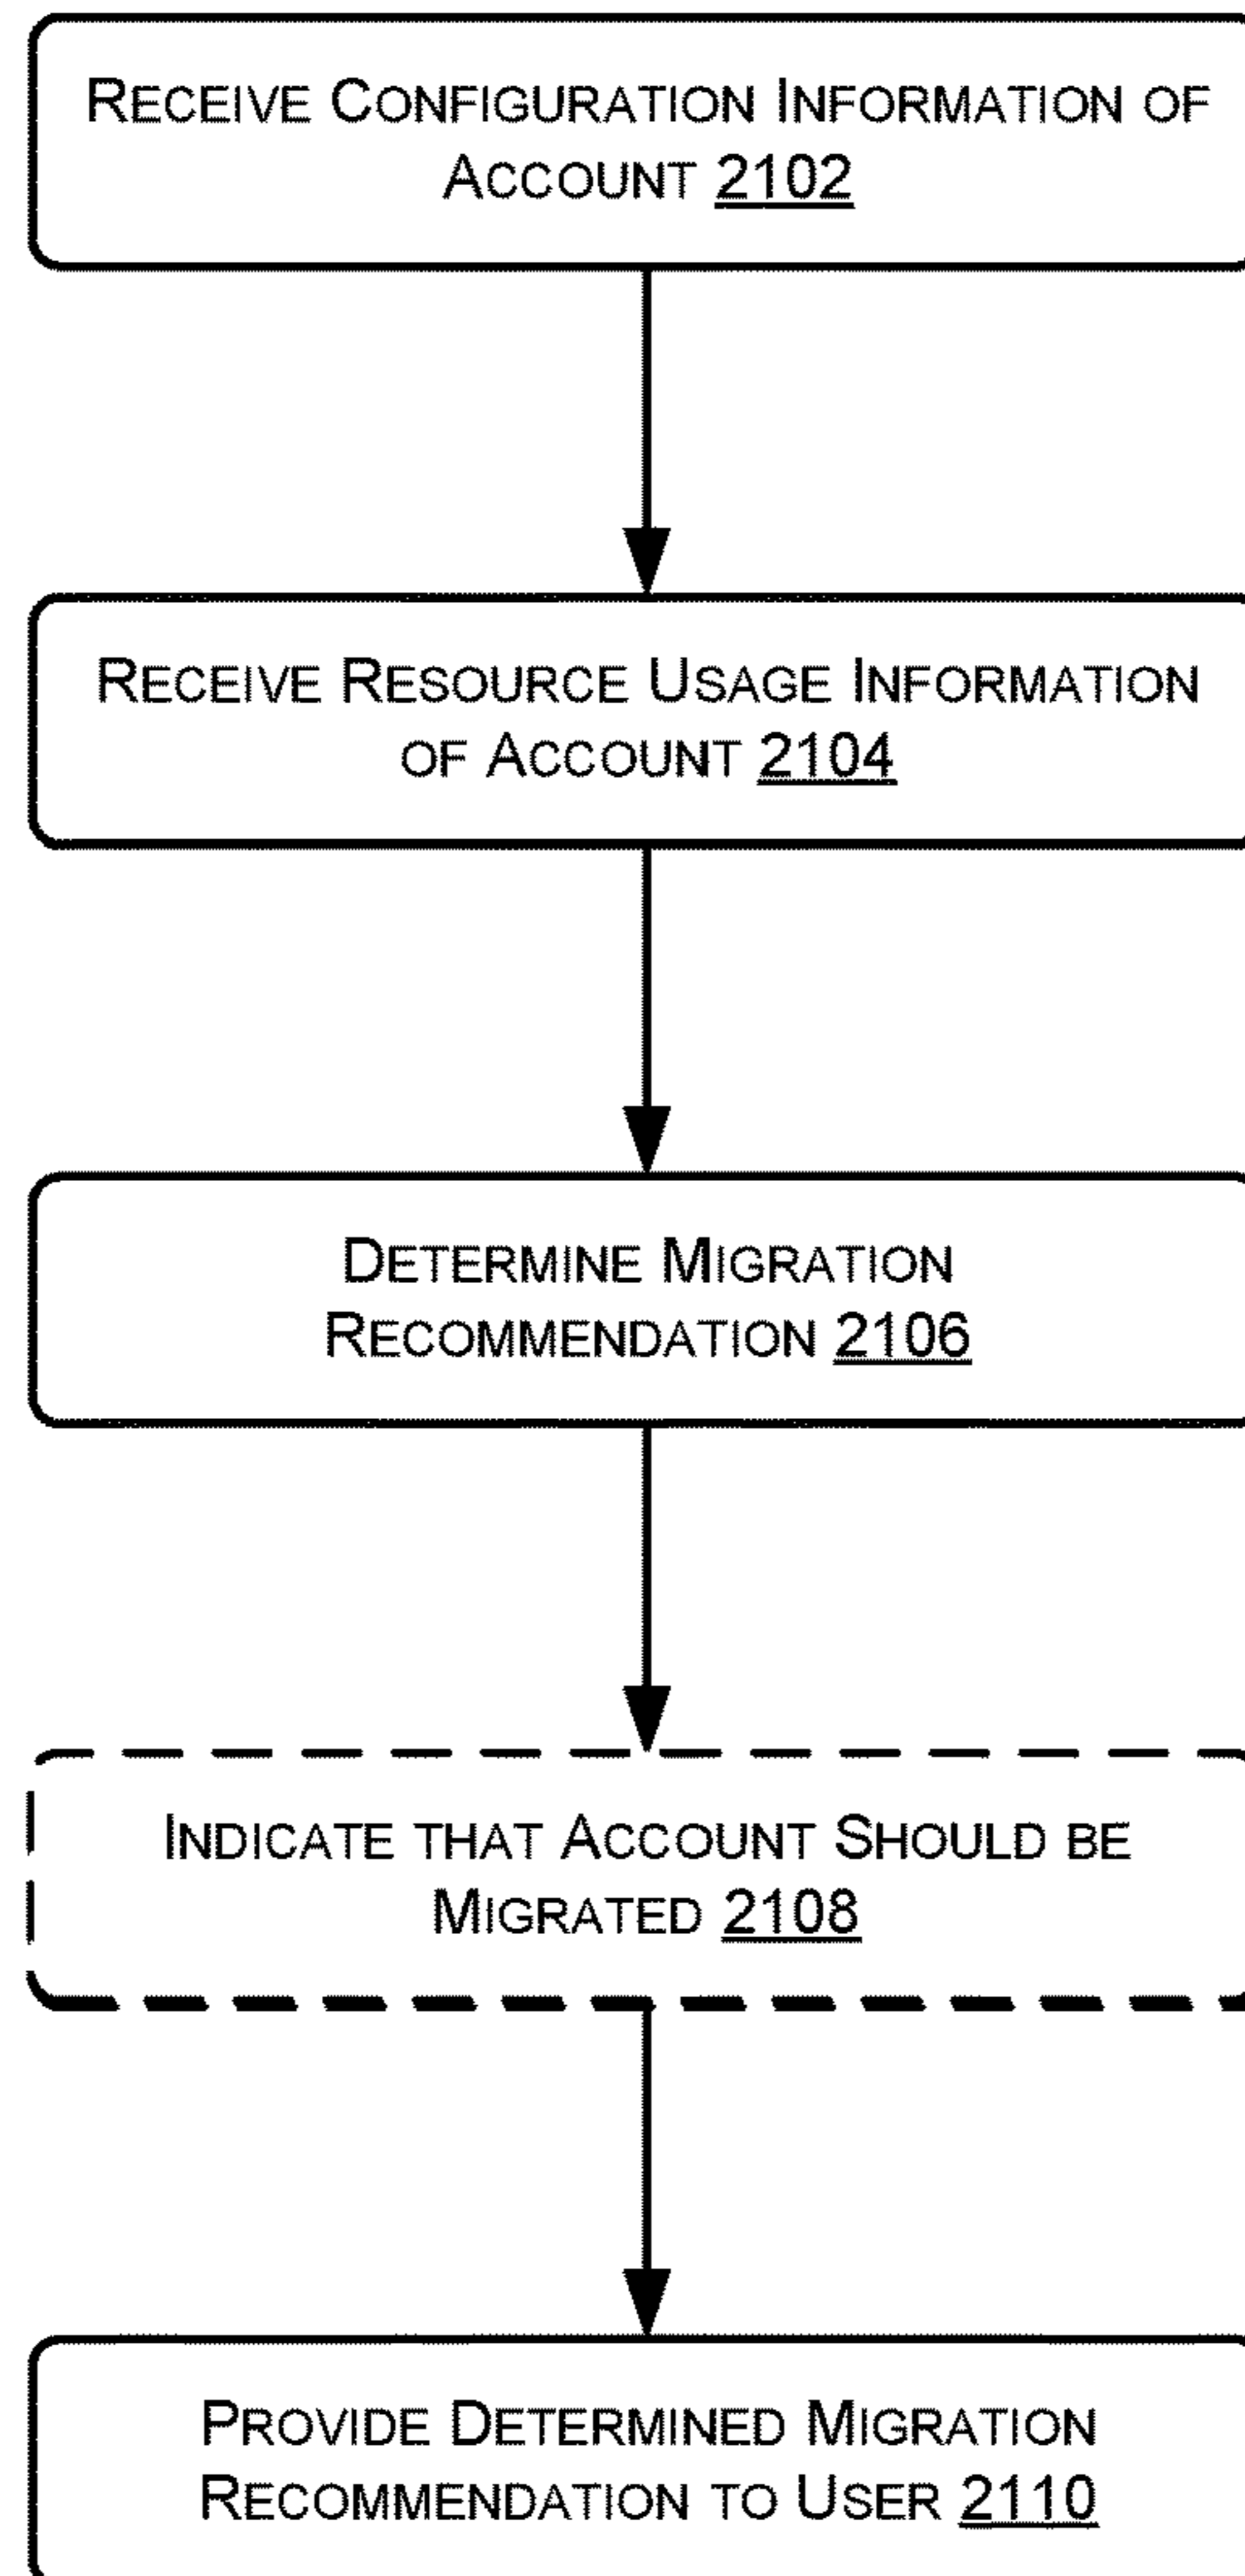 RECEIVE CONFIGURATION INFORMATION OF
ACCOUNT 2102
RECEIVE RESOURCE USAGE INFORMATION
OF ACCOUNT 2104
DETERMINE MIGRATION
RECOMMENDATION 2106
INDICATE THAT ACCOUNT SHOULD BE
MIGRATED 2108
PROVIDE DETERMINED MIGRATION
RECOMMENDATION TO USER 2110